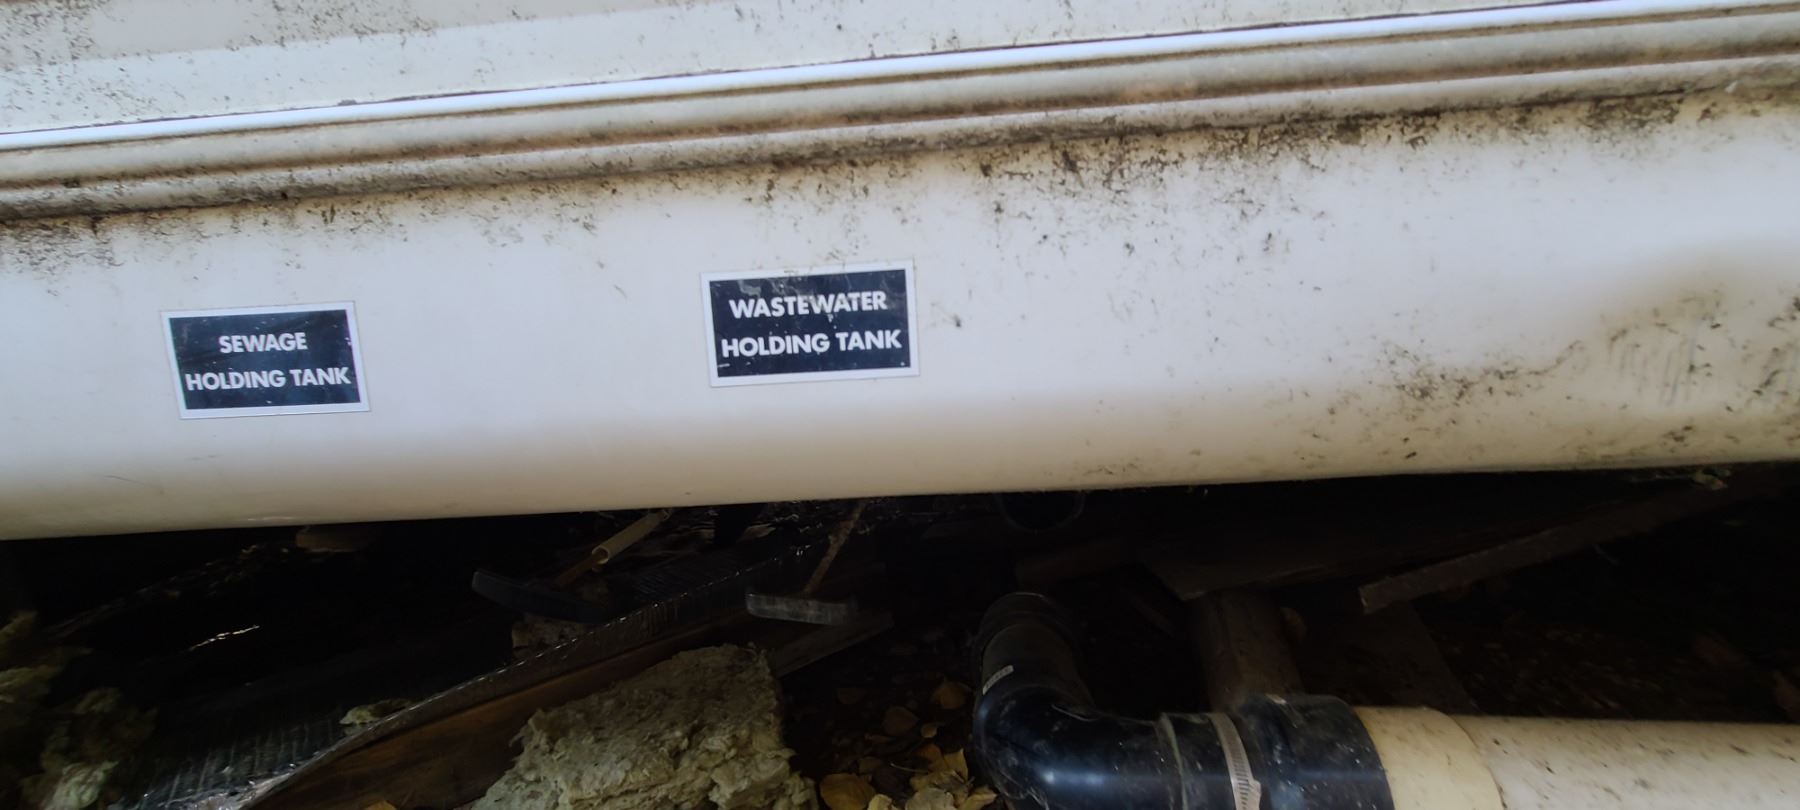 SEWAGE
HOLDING TANK
WASTEWATER
HOLDING TANK